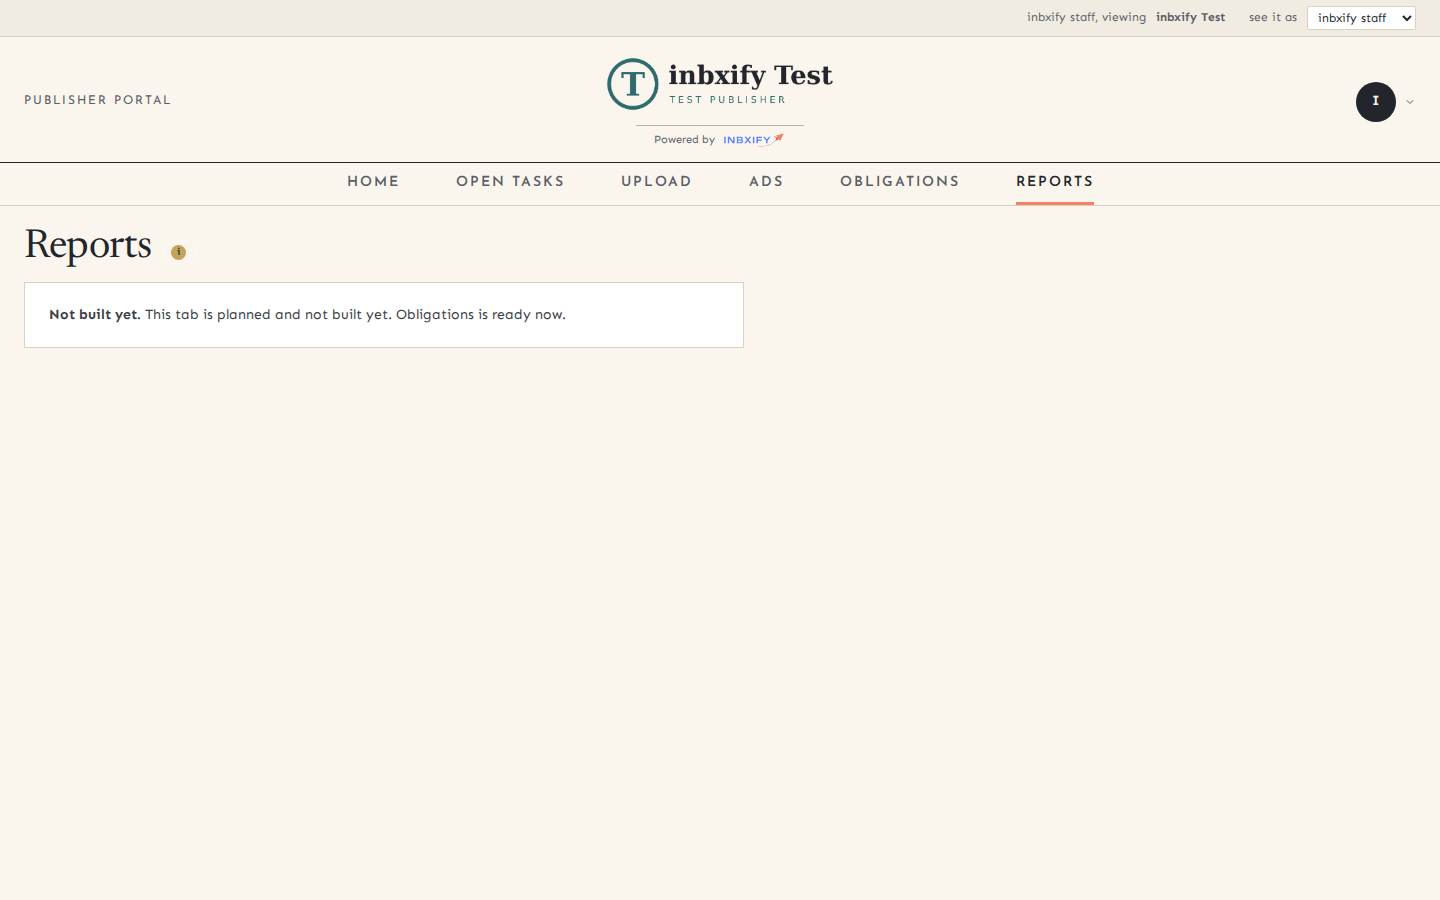 inbxify staff, viewing inbxify Test see it as inbxify staff
PUBLISHER PORTAL
T
inbxify Test
TEST PUBLISHER
Powered by INBXIFY
I
HOME OPEN TASKS UPLOAD ADS OBLIGATIONS REPORTS
Reports i
Not built yet. This tab is planned and not built yet. Obligations is ready now.